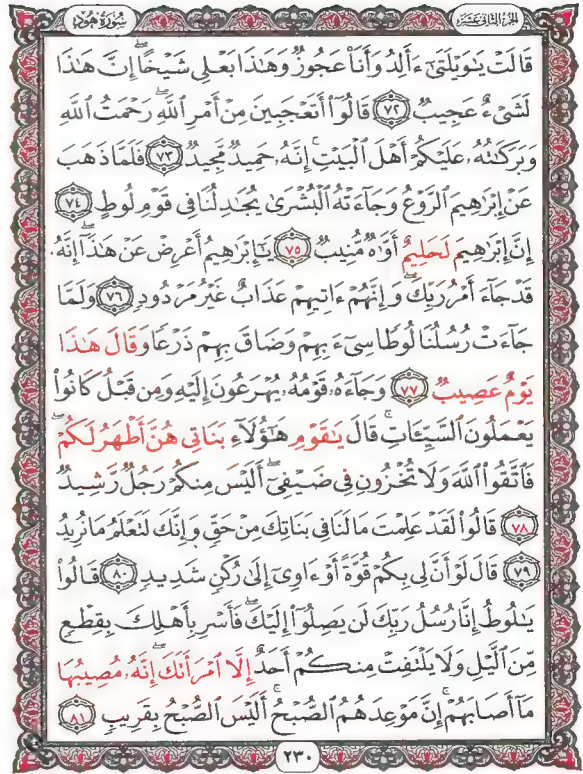 الجزء الثاني عشر
سُورَةُ هُودٍ
قَالَتْ يَٰوَيْلَتَىٰٓ ءَأَلِدُ وَأَنَا۠ عَجُوزٌ وَهَٰذَا بَعْلِى شَيْخًاۖ إِنَّ هَٰذَا
لَشَىْءٌ عَجِيبٌ ٧٢ قَالُوٓا۟ أَتَعْجَبِينَ مِنْ أَمْرِ ٱللَّهِۖ رَحْمَتُ ٱللَّهِ
وَبَرَكَٰتُهُۥ عَلَيْكُمْ أَهْلَ ٱلْبَيْتِۚ إِنَّهُۥ حَمِيدٌ مَّجِيدٌ ٧٣ فَلَمَّا ذَهَبَ
عَنْ إِبْرَٰهِيمَ ٱلرَّوْعُ وَجَآءَتْهُ ٱلْبُشْرَىٰ يُجَٰدِلُنَا فِى قَوْمِ لُوطٍ ٧٤
إِنَّ إِبْرَٰهِيمَ لَحَلِيمٌ أَوَّٰهٌ مُّنِيبٌ ٧٥ يَٰٓإِبْرَٰهِيمُ أَعْرِضْ عَنْ هَٰذَآۖ إِنَّهُۥ
قَدْ جَآءَ أَمْرُ رَبِّكَۖ وَإِنَّهُمْ ءَاتِيهِمْ عَذَابٌ غَيْرُ مَرْدُودٍ ٧٦ وَلَمَّا
جَآءَتْ رُسُلُنَا لُوطًا سِىٓءَ بِهِمْ وَضَاقَ بِهِمْ ذَرْعًا وَقَالَ هَٰذَا
يَوْمٌ عَصِيبٌ ٧٧ وَجَآءَهُۥ قَوْمُهُۥ يُهْرَعُونَ إِلَيْهِ وَمِن قَبْلُ كَانُوا۟
يَعْمَلُونَ ٱلسَّيِّـَٔاتِۚ قَالَ يَٰقَوْمِ هَٰٓؤُلَآءِ بَنَاتِى هُنَّ أَطْهَرُ لَكُمْۖ
فَٱتَّقُوا۟ ٱللَّهَ وَلَا تُخْزُونِ فِى ضَيْفِىٓۖ أَلَيْسَ مِنكُمْ رَجُلٌ رَّشِيدٌ
٧٨ قَالُوا۟ لَقَدْ عَلِمْتَ مَا لَنَا فِى بَنَاتِكَ مِنْ حَقٍّ وَإِنَّكَ لَتَعْلَمُ مَا نُرِيدُ
٧٩ قَالَ لَوْ أَنَّ لِى بِكُمْ قُوَّةً أَوْ ءَاوِىٓ إِلَىٰ رُكْنٍ شَدِيدٍ ٨٠ قَالُوا۟
يَٰلُوطُ إِنَّا رُسُلُ رَبِّكَ لَن يَصِلُوٓا۟ إِلَيْكَۖ فَأَسْرِ بِأَهْلِكَ بِقِطْعٍ
مِّنَ ٱلَّيْلِ وَلَا يَلْتَفِتْ مِنكُمْ أَحَدٌ إِلَّا ٱمْرَأَتَكَۖ إِنَّهُۥ مُصِيبُهَا
مَآ أَصَابَهُمْۚ إِنَّ مَوْعِدَهُمُ ٱلصُّبْحُۚ أَلَيْسَ ٱلصُّبْحُ بِقَرِيبٍ ٨١
٢٣٠